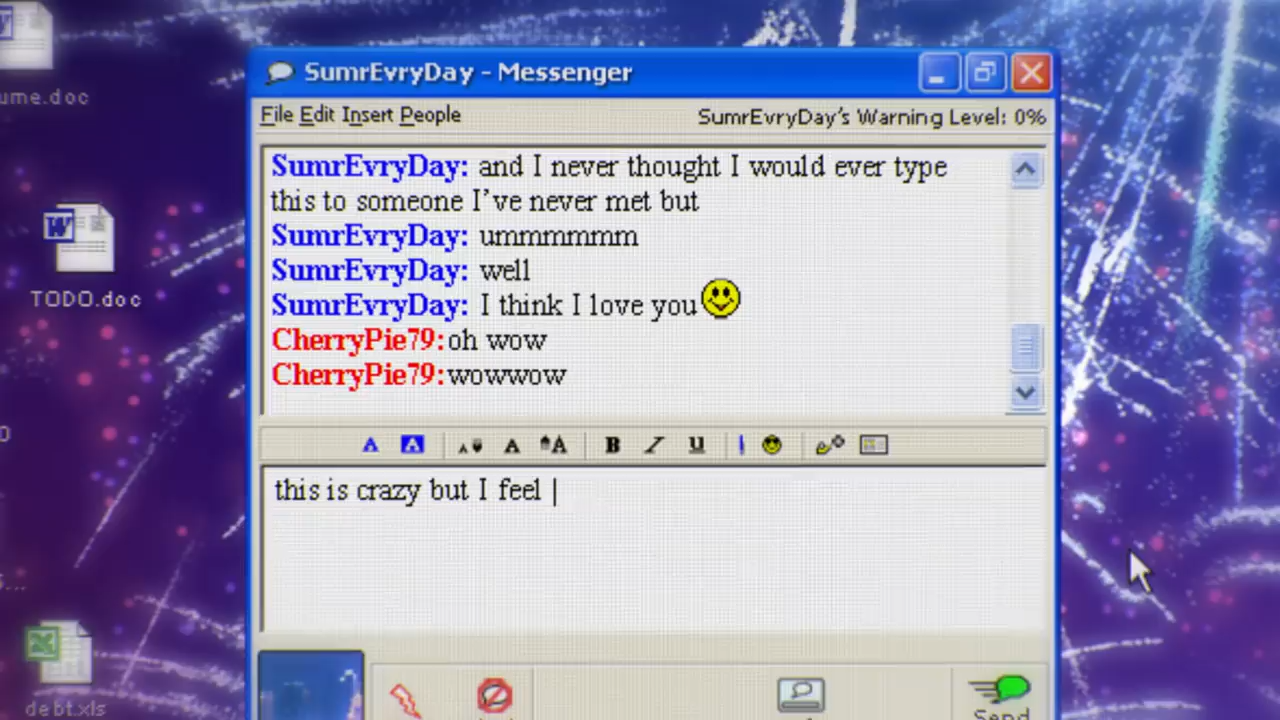 ume.doc
TODO.doc
debt.xls
SumrEvryDay - Messenger
File Edit Insert People
SumrEvryDay's Warning Level: 0%
SumrEvryDay: and I never thought I would ever type
this to someone I've never met but
SumrEvryDay: ummmmmm
SumrEvryDay: well
SumrEvryDay: I think I love you
CherryPie79: oh wow
CherryPie79: wowwow
A A A A A B I U
this is crazy but I feel
Send